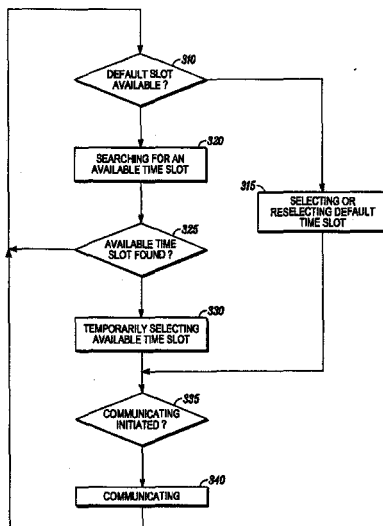 310
DEFAULT SLOT
AVAILABLE ?
320
SEARCHING FOR AN
AVAILABLE TIME SLOT
315
SELECTING OR
RESELECTING DEFAULT
TIME SLOT
325
AVAILABLE TIME
SLOT FOUND ?
330
TEMPORARILY SELECTING
AVAILABLE TIME SLOT
335
COMMUNICATING
INITIATED ?
340
COMMUNICATING